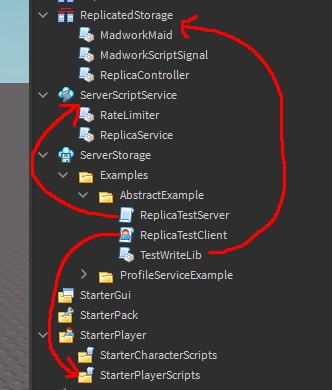 ReplicatedStorage
MadworkMaid
MadworkScriptSignal
ReplicaController
ServerScriptService
RateLimiter
ReplicaService
ServerStorage
Examples
AbstractExample
ReplicaTestServer
ReplicaTestClient
TestWriteLib
ProfileServiceExample
StarterGui
StarterPack
StarterPlayer
StarterCharacterScripts
StarterPlayerScripts